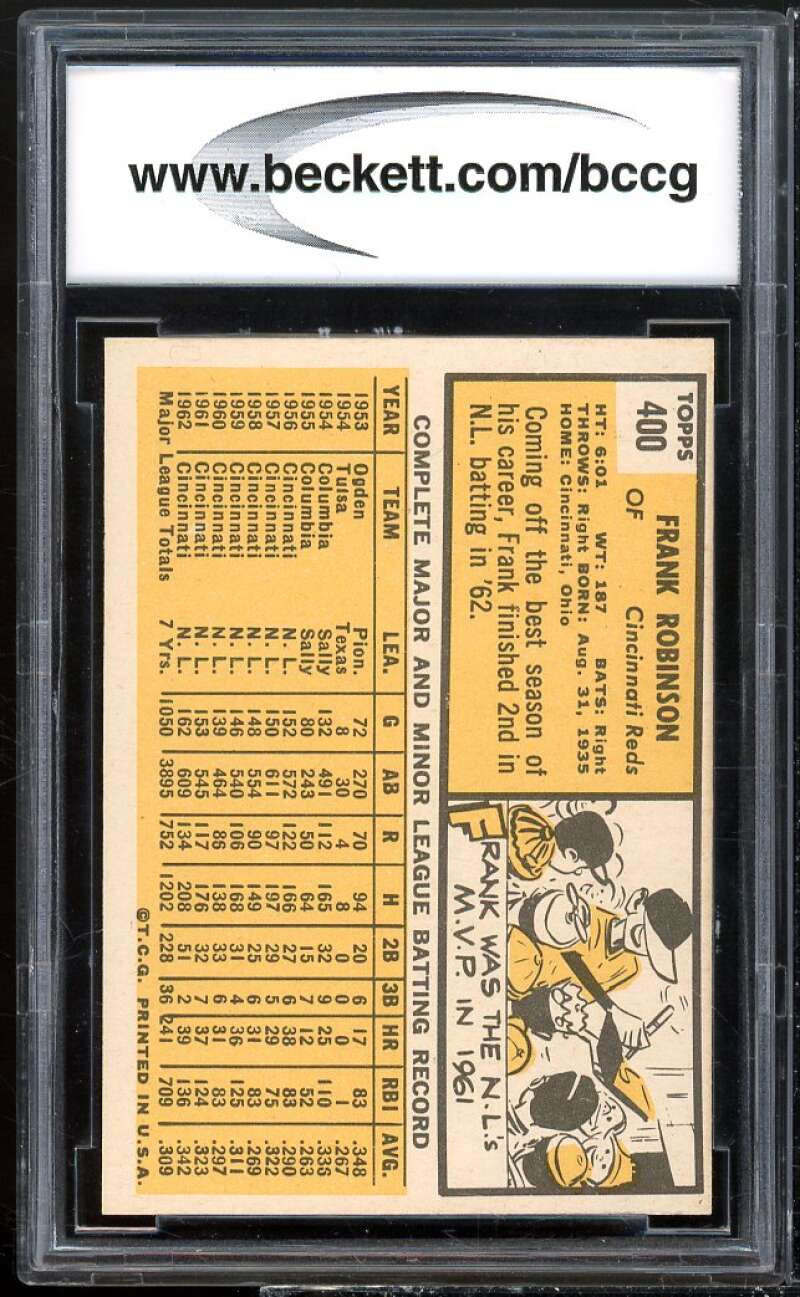 www.beckett.com/bccg
TOPPS
400
FRANK ROBINSON
OF Cincinnati Reds
HT: 6:01 WT: 187 BATS: Right
THROWS: Right BORN: Aug. 31, 1935
HOME: Cincinnati, Ohio
Coming off the best season of
his career, Frank finished 2nd in
N.L. batting in '62.
FRANK WAS THE N.L.'s
M.V.P. IN 1961
COMPLETE MAJOR AND MINOR LEAGUE BATTING RECORD
YEAR TEAM LEA. G AB R H 2B 3B HR RBI AVG.
1953 Ogden Pion. 72 270 70 94 20 6 17 83 .348
1954 Tulsa Texas 8 30 4 8 0 0 0 1 .267
1954 Columbia Sally 132 491 112 165 32 9 25 110 .336
1955 Columbia Sally 80 243 50 64 15 7 12 52 .263
1956 Cincinnati N. L. 152 572 122 166 27 6 38 83 .290
1957 Cincinnati N. L. 150 611 97 197 29 5 29 75 .322
1958 Cincinnati N. L. 148 554 90 149 25 6 31 83 .269
1959 Cincinnati N. L. 146 540 106 168 31 4 36 125 .311
1960 Cincinnati N. L. 139 464 86 138 33 6 31 83 .297
1961 Cincinnati N. L. 153 545 117 176 32 7 37 124 .323
1962 Cincinnati N. L. 162 609 134 208 51 2 39 136 .342
Major League Totals 7 Yrs. 1050 3895 752 1202 228 36 241 709 .309
©T.C.G. PRINTED IN U.S.A.